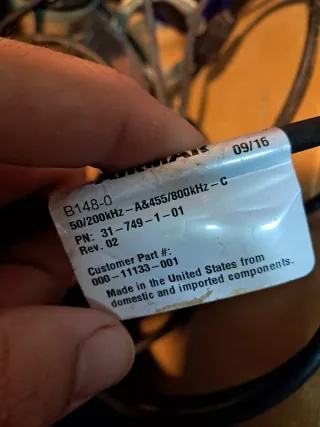 09/16
B148-0
50/200kHz-A&455/800kHz-C
PN: 31-749-1-01
Rev. 02
Customer Part #:
000-11133-001
Made in the United States from
domestic and imported components.